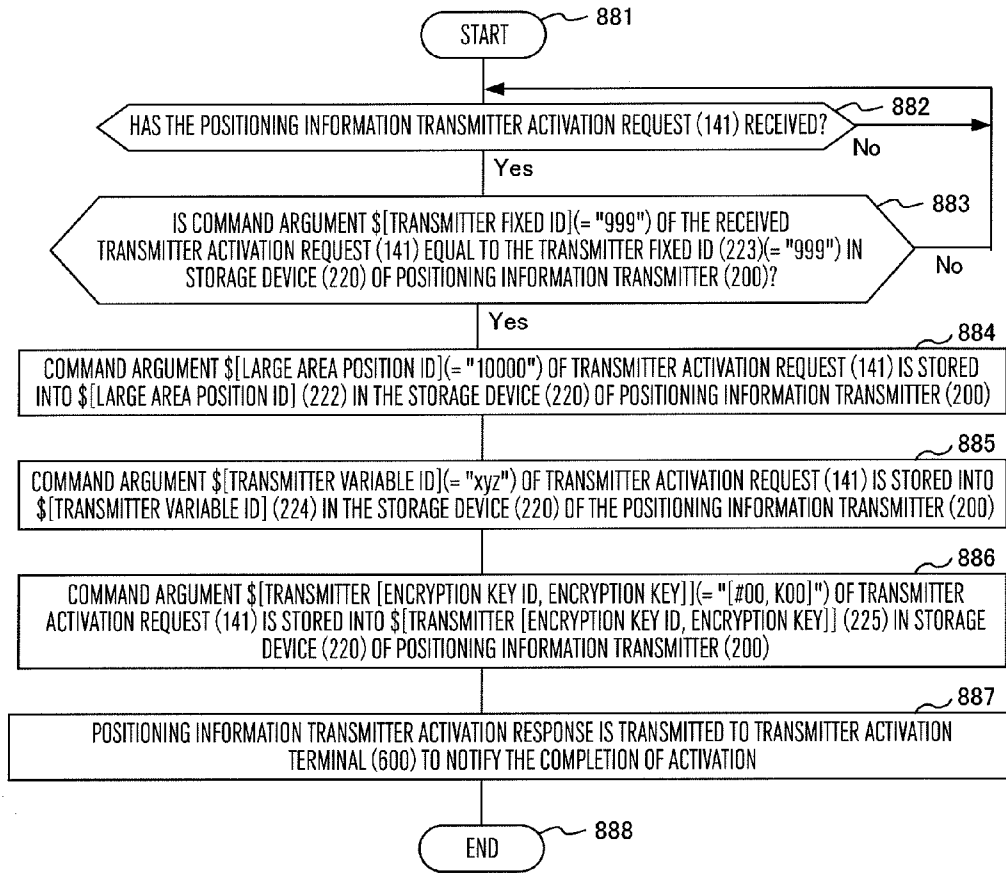 881
START
882
HAS THE POSITIONING INFORMATION TRANSMITTER ACTIVATION REQUEST (141) RECEIVED?
No
Yes
883
IS COMMAND ARGUMENT $[TRANSMITTER FIXED ID](= "999") OF THE RECEIVED
TRANSMITTER ACTIVATION REQUEST (141) EQUAL TO THE TRANSMITTER FIXED ID (223)(= "999") IN
STORAGE DEVICE (220) OF POSITIONING INFORMATION TRANSMITTER (200)?
No
Yes
884
COMMAND ARGUMENT $[LARGE AREA POSITION ID](= "10000") OF TRANSMITTER ACTIVATION REQUEST (141) IS STORED
INTO $[LARGE AREA POSITION ID] (222) IN THE STORAGE DEVICE (220) OF POSITIONING INFORMATION TRANSMITTER (200)
885
COMMAND ARGUMENT $[TRANSMITTER VARIABLE ID](= "xyz") OF TRANSMITTER ACTIVATION REQUEST (141) IS STORED INTO
$[TRANSMITTER VARIABLE ID] (224) IN THE STORAGE DEVICE (220) OF THE POSITIONING INFORMATION TRANSMITTER (200)
886
COMMAND ARGUMENT $[TRANSMITTER [ENCRYPTION KEY ID, ENCRYPTION KEY]](= "[#00, K00]") OF TRANSMITTER
ACTIVATION REQUEST (141) IS STORED INTO $[TRANSMITTER [ENCRYPTION KEY ID, ENCRYPTION KEY]] (225) IN STORAGE
DEVICE (220) OF POSITIONING INFORMATION TRANSMITTER (200)
887
POSITIONING INFORMATION TRANSMITTER ACTIVATION RESPONSE IS TRANSMITTED TO TRANSMITTER ACTIVATION
TERMINAL (600) TO NOTIFY THE COMPLETION OF ACTIVATION
888
END